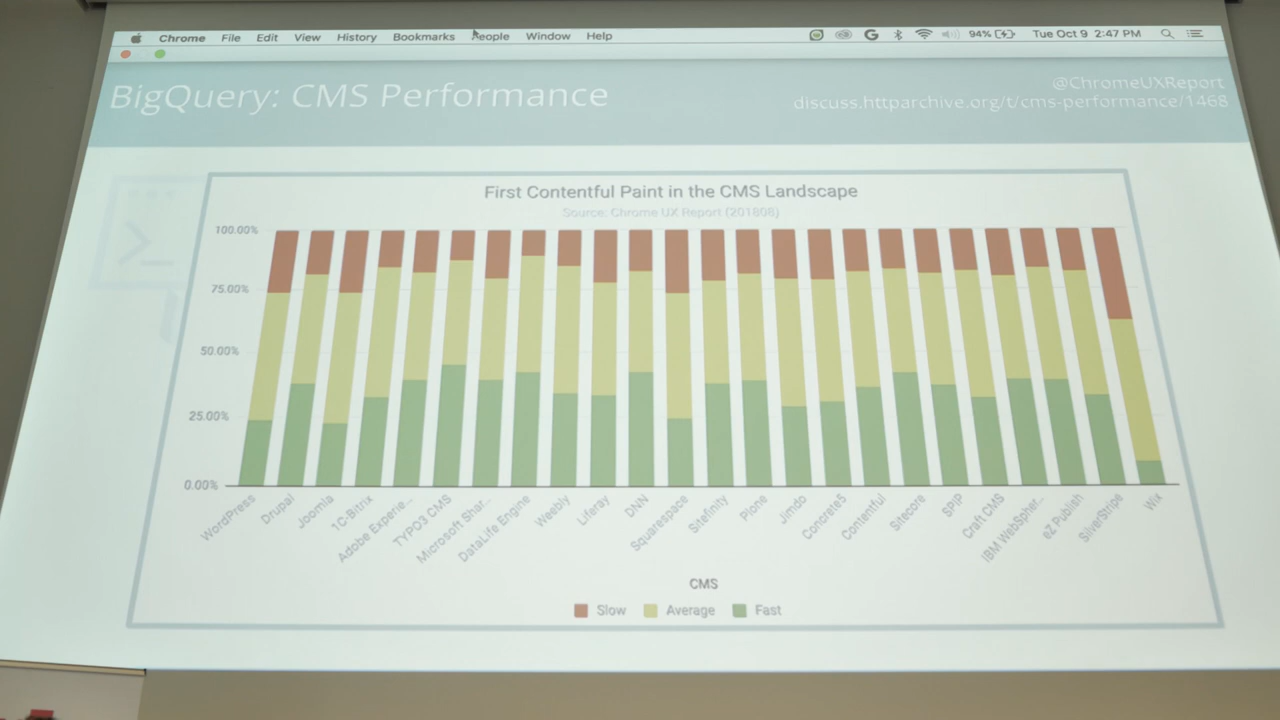 Chrome File Edit View History Bookmarks People Window Help 94% Tue Oct 9 2:47 PM
BigQuery: CMS Performance
@ChromeUXReport
discuss.httparchive.org/t/cms-performance/1468
First Contentful Paint in the CMS Landscape
Source: Chrome UX Report (201808)
100.00%
75.00%
50.00%
25.00%
0.00%
WordPress
Drupal
Joomla
1C-Bitrix
Adobe Experie...
TYPO3 CMS
Microsoft Shar...
DataLife Engine
Weebly
Liferay
DNN
Squarespace
Sitefinity
Plone
Jimdo
Concrete5
Contentful
Sitecore
SPIP
Craft CMS
IBM WebSpher...
eZ Publish
SilverStripe
Wix
CMS
Slow Average Fast